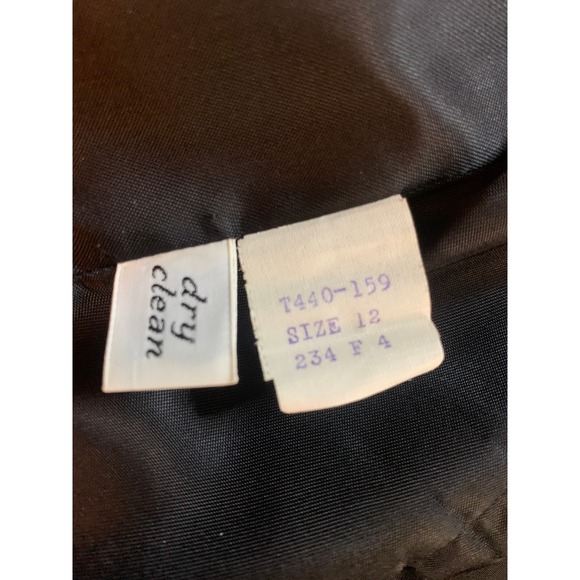 dry
clean
T440-159
SIZE 12
234 F 4